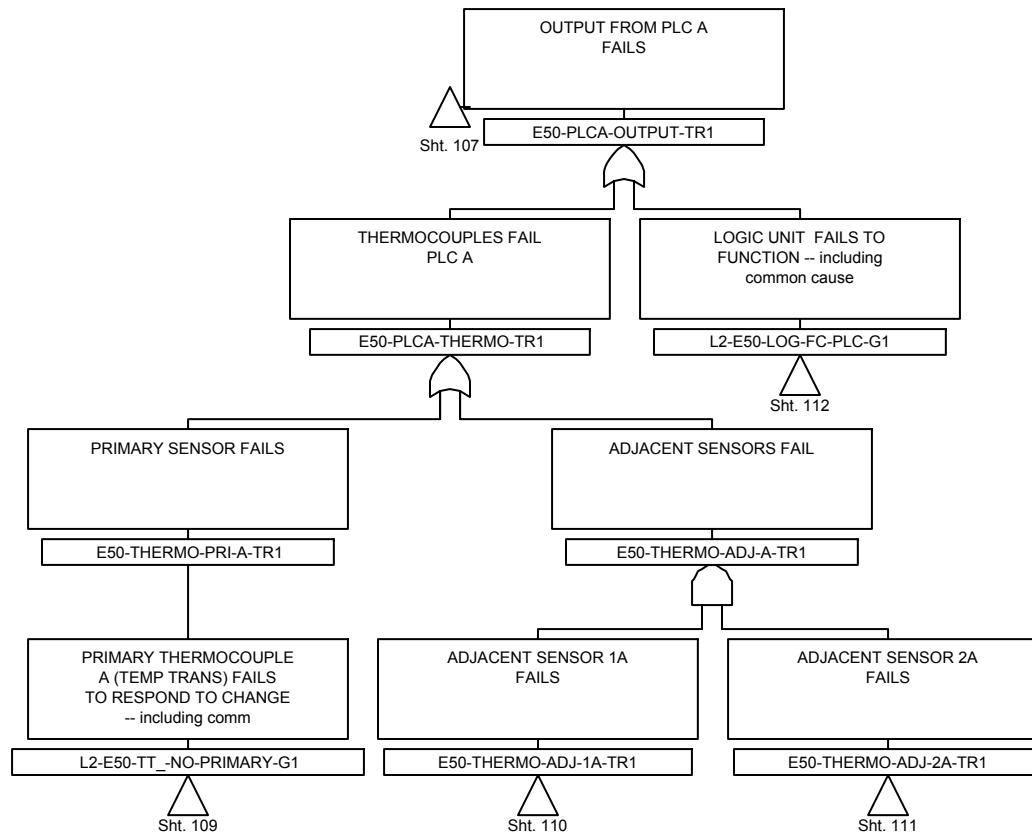 OUTPUT FROM PLC A
FAILS
Sht. 107
E50-PLCA-OUTPUT-TR1
THERMOCOUPLES FAIL
PLC A
E50-PLCA-THERMO-TR1
LOGIC UNIT FAILS TO
FUNCTION -- including
common cause
L2-E50-LOG-FC-PLC-G1
Sht. 112
PRIMARY SENSOR FAILS
E50-THERMO-PRI-A-TR1
ADJACENT SENSORS FAIL
E50-THERMO-ADJ-A-TR1
PRIMARY THERMOCOUPLE
A (TEMP TRANS) FAILS
TO RESPOND TO CHANGE
-- including comm
L2-E50-TT_-NO-PRIMARY-G1
Sht. 109
ADJACENT SENSOR 1A
FAILS
E50-THERMO-ADJ-1A-TR1
Sht. 110
ADJACENT SENSOR 2A
FAILS
E50-THERMO-ADJ-2A-TR1
Sht. 111